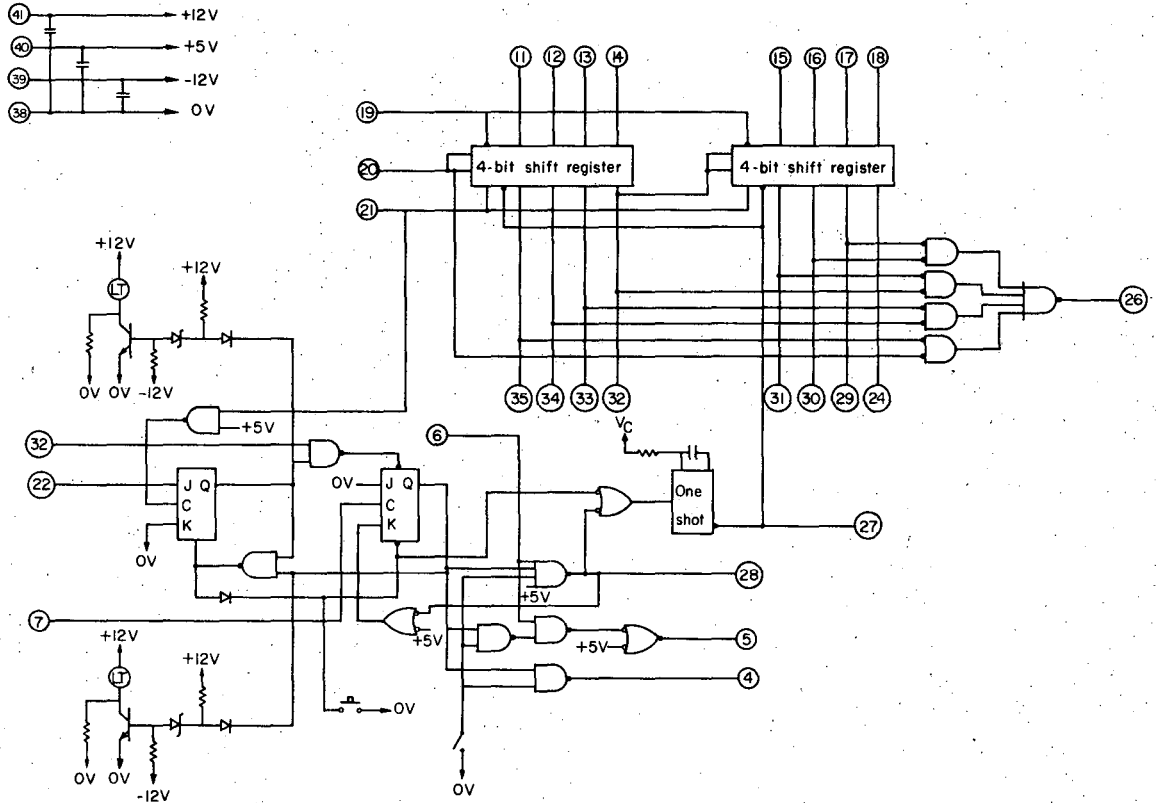 41 +12V
40 +5V
39 -12V
38 0V
11 12 13 14
15 16 17 18
19
20
21
4-bit shift register
4-bit shift register
26
35 34 33 32
31 30 29 24
+12V
LT
+12V
0V 0V -12V
+5V
32
22
J Q
C
K
0V
6
0V
J Q
C
K
VC
One
shot
27
28
+5V
7
+5V
+5V
5
4
+12V
LT
+12V
0V
0V 0V
-12V
0V